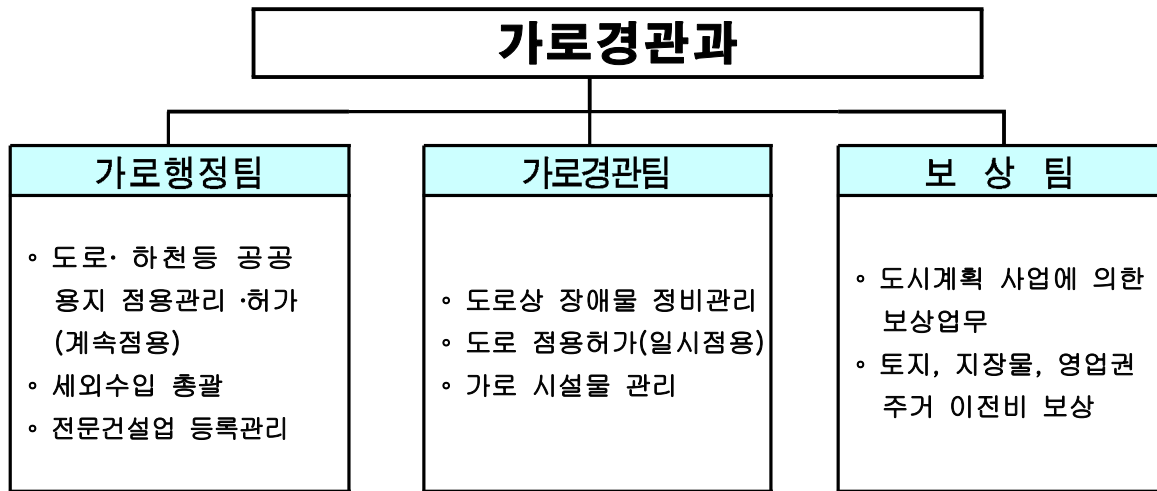 가로경관과
가로행정팀
◦ 도로· 하천등 공공
용지 점용관리 ·허가
(계속점용)
◦ 세외수입 총괄
◦ 전문건설업 등록관리
가로경관팀
◦ 도로상 장애물 정비관리
◦ 도로 점용허가(일시점용)
◦ 가로 시설물 관리
보 상 팀
◦ 도시계획 사업에 의한
보상업무
◦ 토지, 지장물, 영업권
주거 이전비 보상